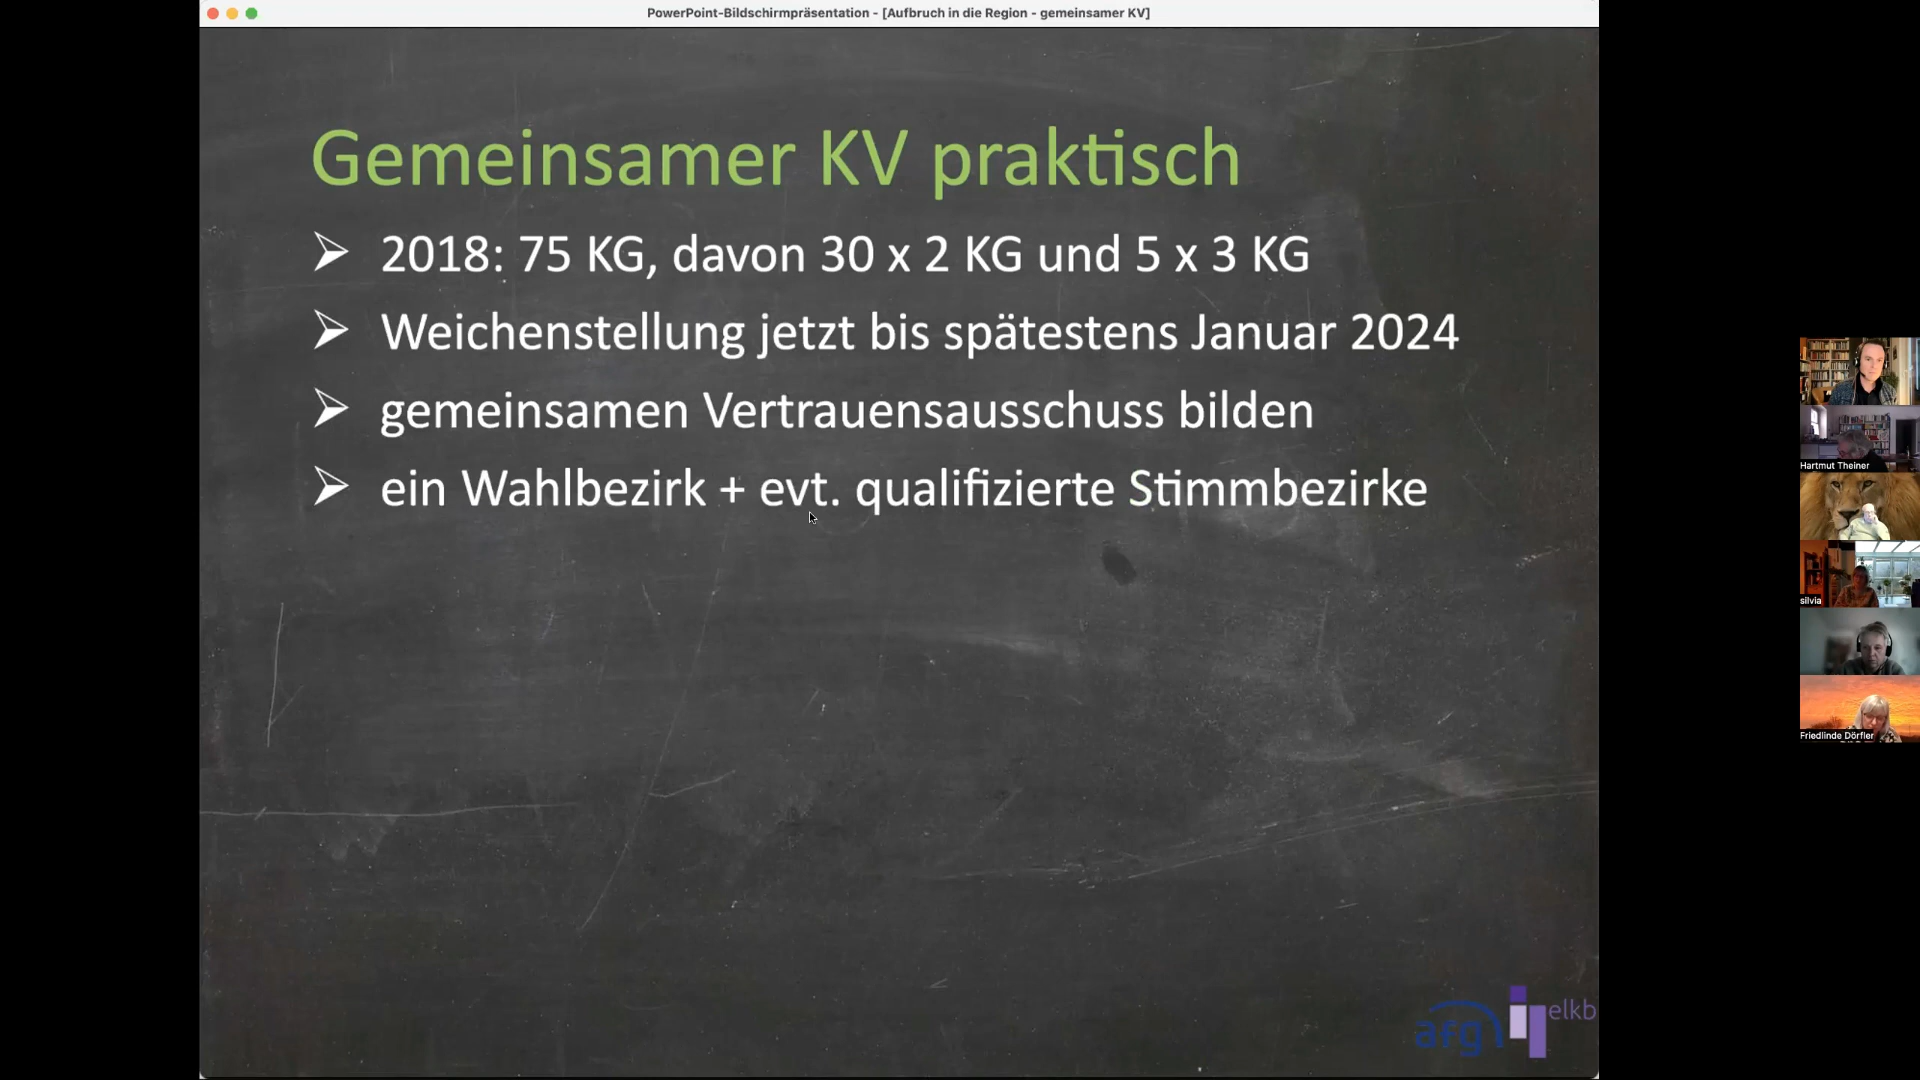 PowerPoint-Bildschirmpräsentation - [Aufbruch in die Region - gemeinsamer KV]
Gemeinsamer KV praktisch
➢ 2018: 75 KG, davon 30 x 2 KG und 5 x 3 KG
➢ Weichenstellung jetzt bis spätestens Januar 2024
➢ gemeinsamen Vertrauensausschuss bilden
➢ ein Wahlbezirk + evt. qualifizierte Stimmbezirke
Hartmut Theiner
silvia
Friedlinde Dörfler
afg elkb